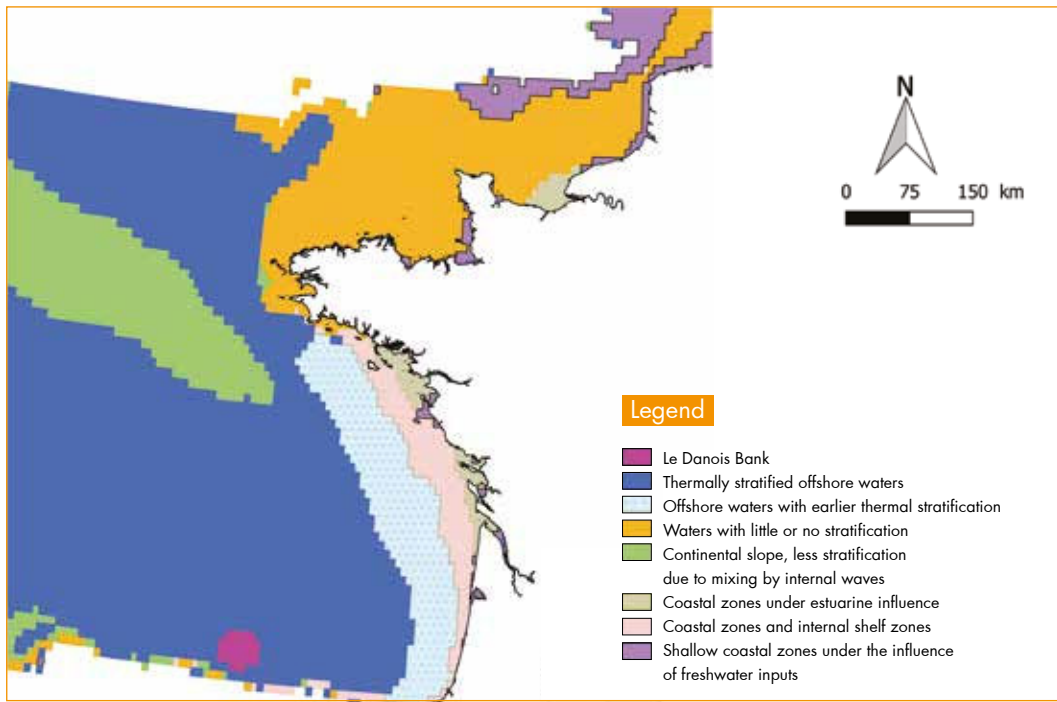 N
0 75 150 km
Legend
Le Danois Bank
Thermally stratified offshore waters
Offshore waters with earlier thermal stratification
Waters with little or no stratification
Continental slope, less stratification
due to mixing by internal waves
Coastal zones under estuarine influence
Coastal zones and internal shelf zones
Shallow coastal zones under the influence
of freshwater inputs